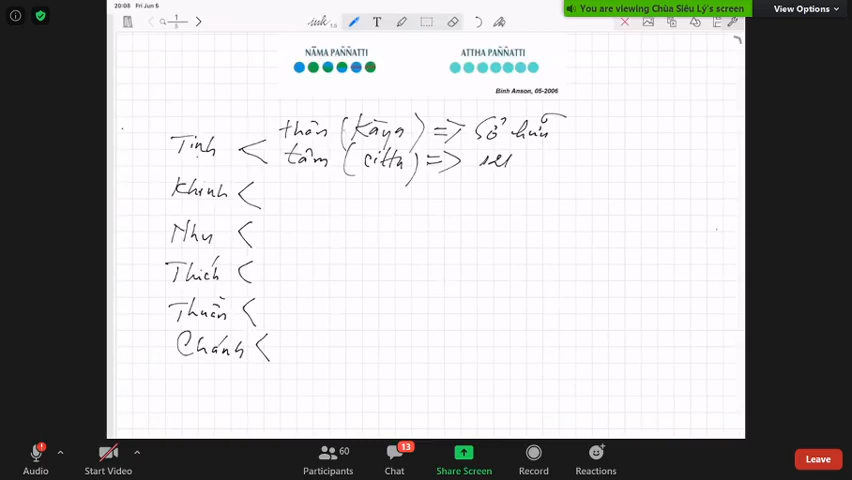 20:08 Fri Jun 5
You are viewing Chùa Siêu Lý's screen
View Options
1
NĀMA PAÑÑATTI
ATTHA PAÑÑATTI
Binh Anson, 05-2006
Tịnh < thân (Kāya) => Sở hữu
tâm (citta) =>
Khinh <
Nhu <
Thích <
Thuần <
Chánh <
13
60
Audio
Start Video
Participants
Chat
Share Screen
Record
Reactions
Leave